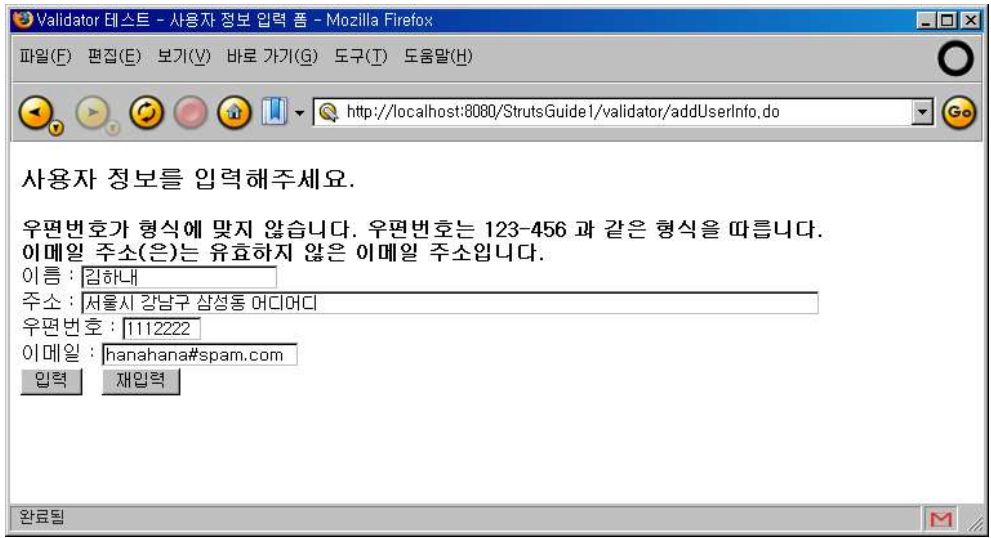 Validator 테스트 - 사용자 정보 입력 폼 - Mozilla Firefox
파일(F) 편집(E) 보기(V) 바로 가기(G) 도구(T) 도움말(H)
http://localhost:8080/StrutsGuide1/validator/addUserInfo.do Go
사용자 정보를 입력해주세요.
우편번호가 형식에 맞지 않습니다. 우편번호는 123-456 과 같은 형식을 따릅니다.
이메일 주소(은)는 유효하지 않은 이메일 주소입니다.
이름 : 김하내
주소 : 서울시 강남구 삼성동 어디어디
우편번호 : 1112222
이메일 : hanahana#spam.com
입력 재입력
완료됨